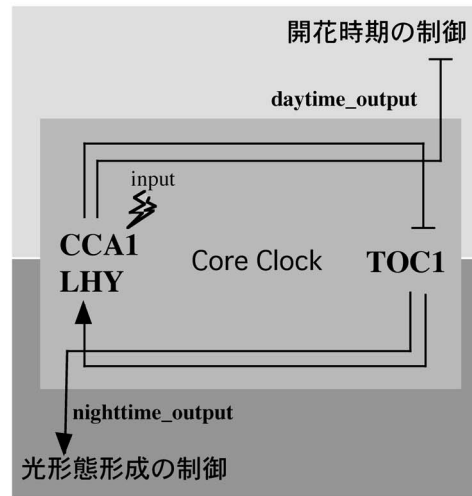 開花時期の制御
daytime_output
input
CCA1
LHY
Core Clock
TOC1
nighttime_output
光形態形成の制御